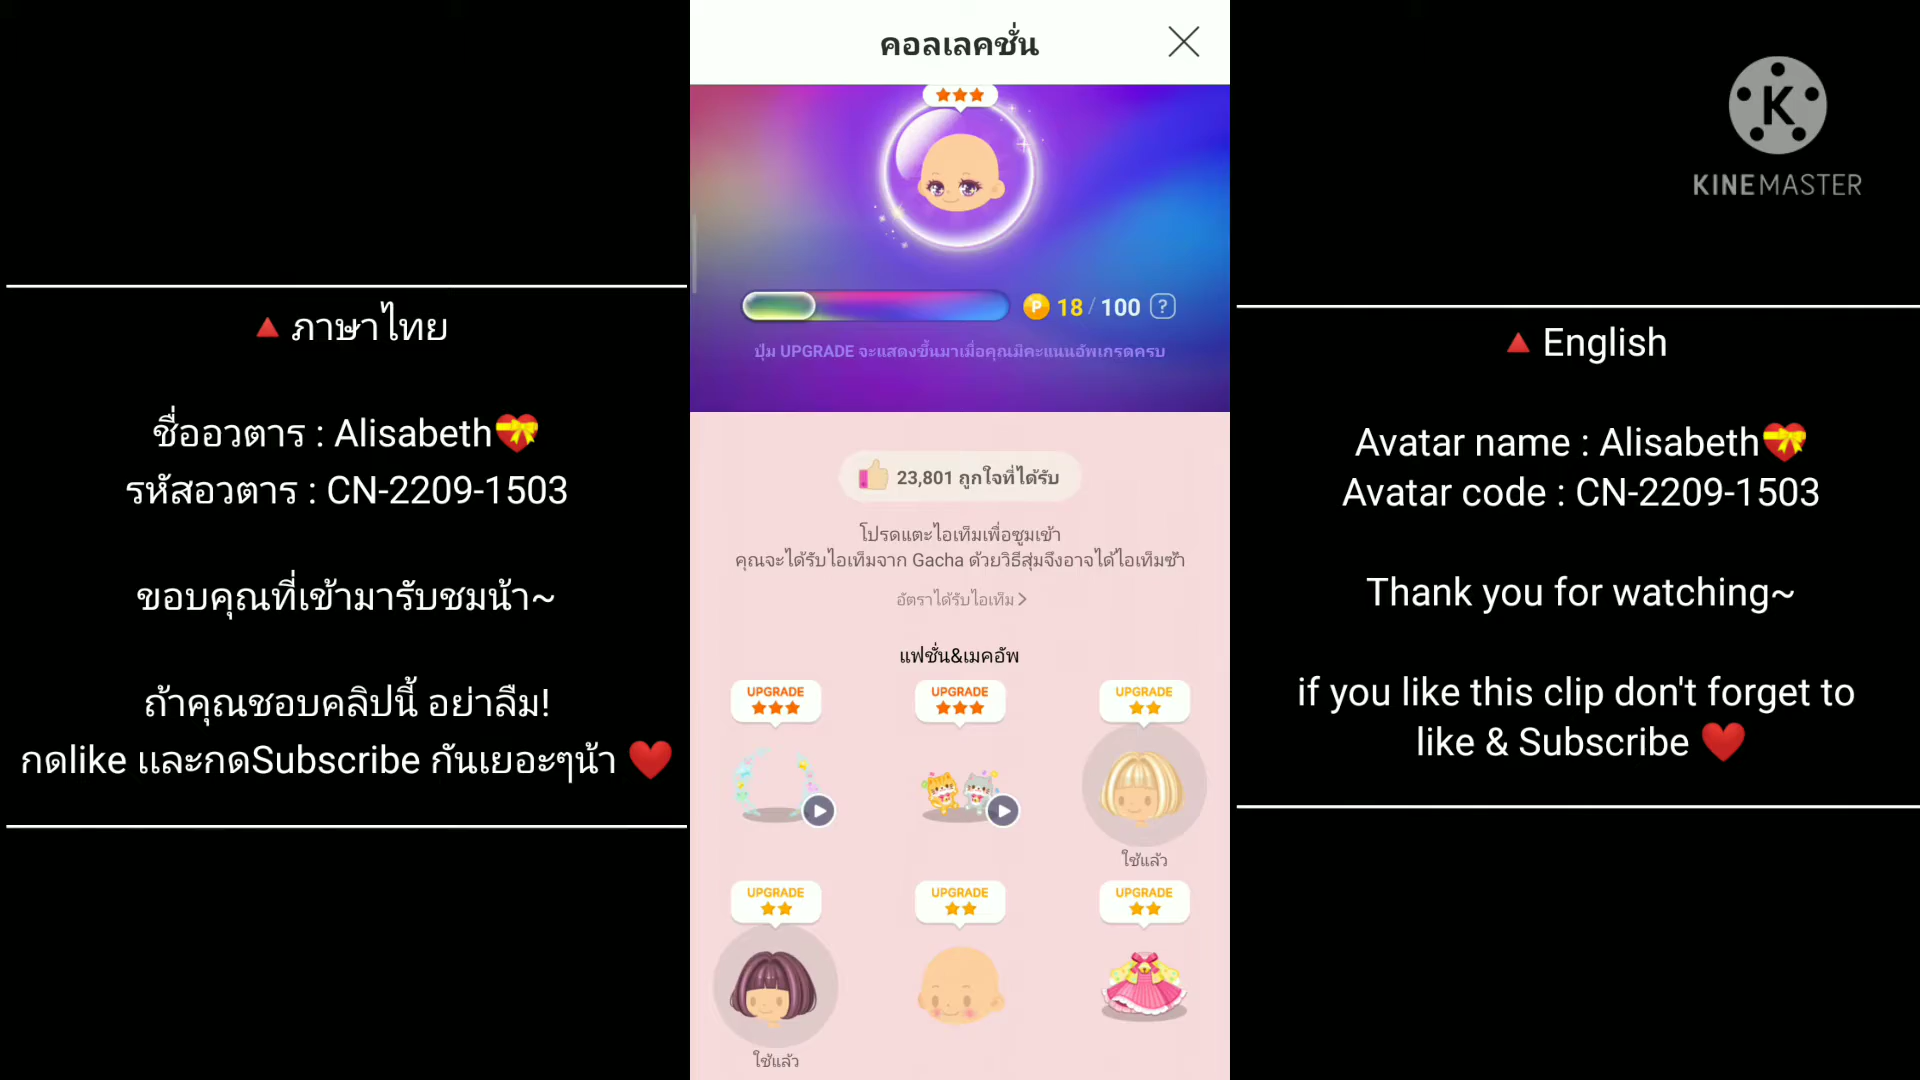 🔺ภาษาไทย
ชื่ออวตาร : Alisabeth💝
รหัสอวตาร : CN-2209-1503
ขอบคุณที่เข้ามารับชมน้า~
ถ้าคุณชอบคลิปนี้ อย่าลืม!
กดlike และกดSubscribe กันเยอะๆน้า ❤️
คอลเลคชั่น
P 18 / 100 ?
ปุ่ม UPGRADE จะแสดงขึ้นมาเมื่อคุณมีคะแนนอัพเกรดครบ
23,801 ถูกใจที่ได้รับ
โปรดแตะไอเท็มเพื่อซูมเข้า
คุณจะได้รับไอเท็มจาก Gacha ด้วยวิธีสุ่มจึงอาจได้ไอเท็มซ้ำ
อัตราได้รับไอเท็ม >
แฟชั่น&เมคอัพ
UPGRADE
UPGRADE
UPGRADE
ใช้แล้ว
UPGRADE
UPGRADE
UPGRADE
ใช้แล้ว
K
KINEMASTER
🔺English
Avatar name : Alisabeth💝
Avatar code : CN-2209-1503
Thank you for watching~
if you like this clip don't forget to
like & Subscribe ❤️